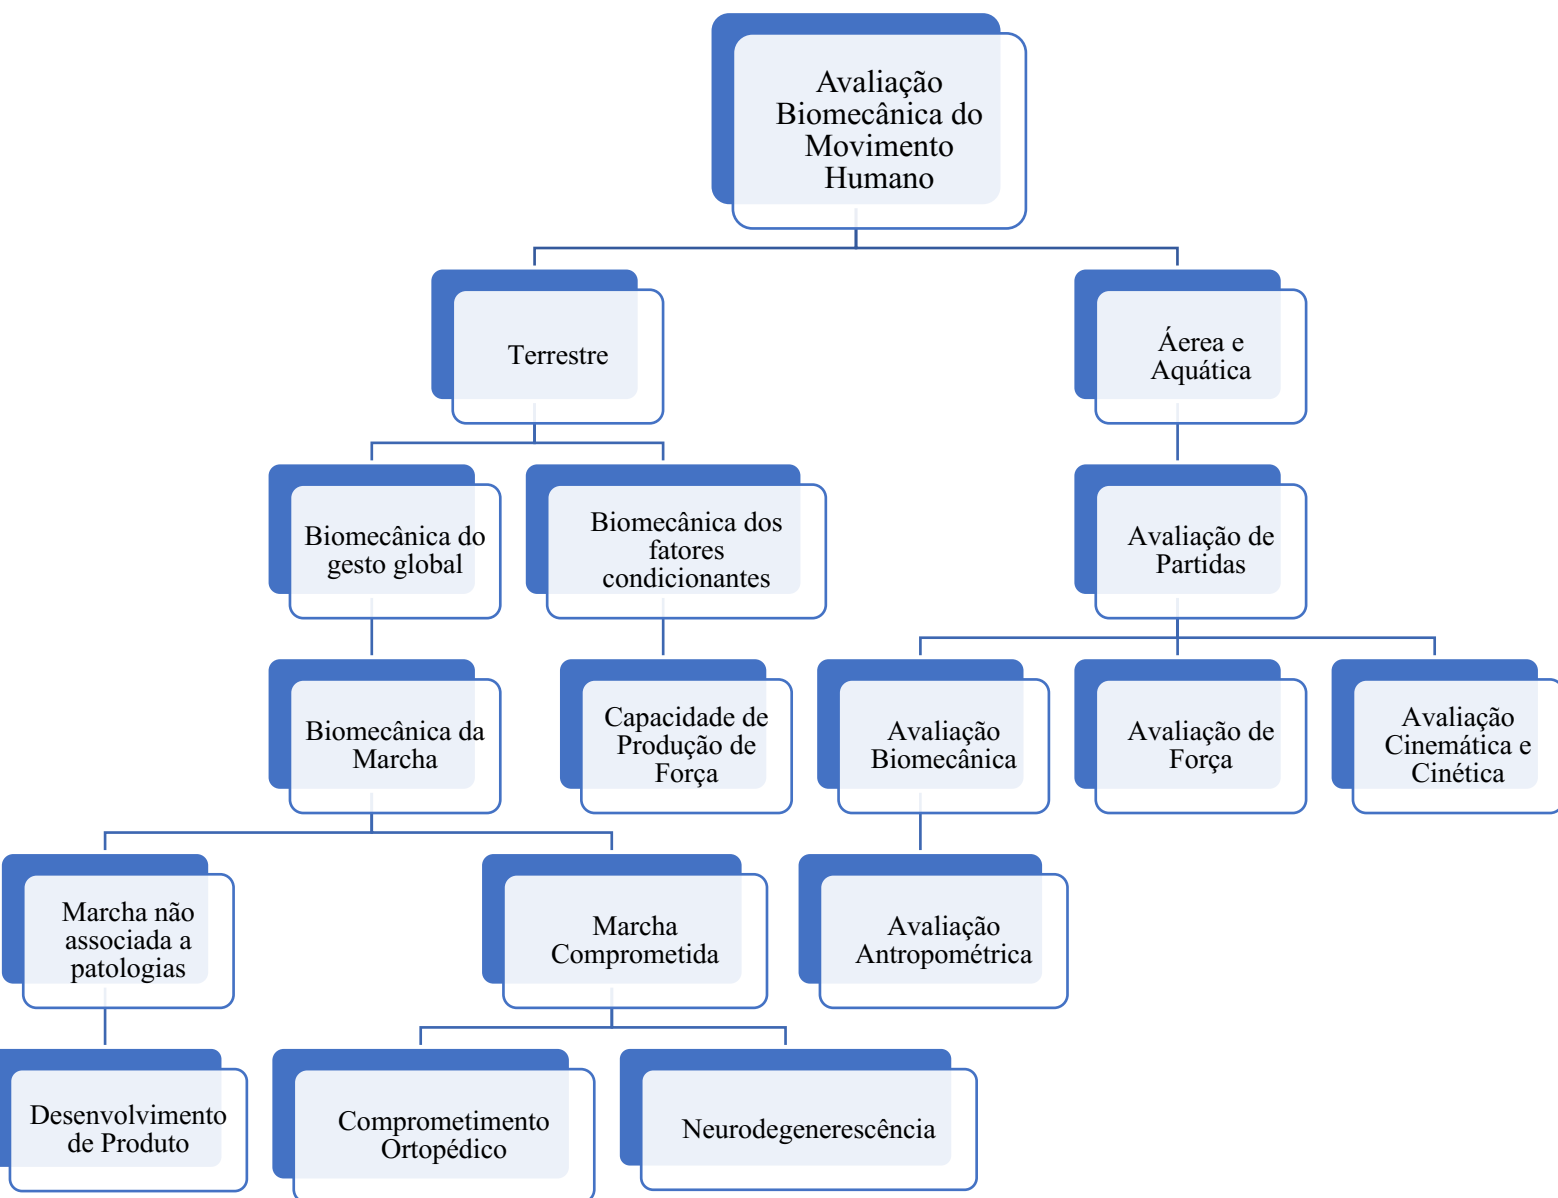 Avaliação
Biomecânica do
Movimento
Humano
Terrestre
Áerea e
Aquática
Biomecânica do
gesto global
Biomecânica dos
fatores
condicionantes
Avaliação de
Partidas
Biomecânica da
Marcha
Capacidade de
Produção de
Força
Avaliação
Biomecânica
Avaliação de
Força
Avaliação
Cinemática e
Cinética
Marcha não
associada a
patologias
Marcha
Comprometida
Avaliação
Antropométrica
Desenvolvimento
de Produto
Comprometimento
Ortopédico
Neurodegenerescência